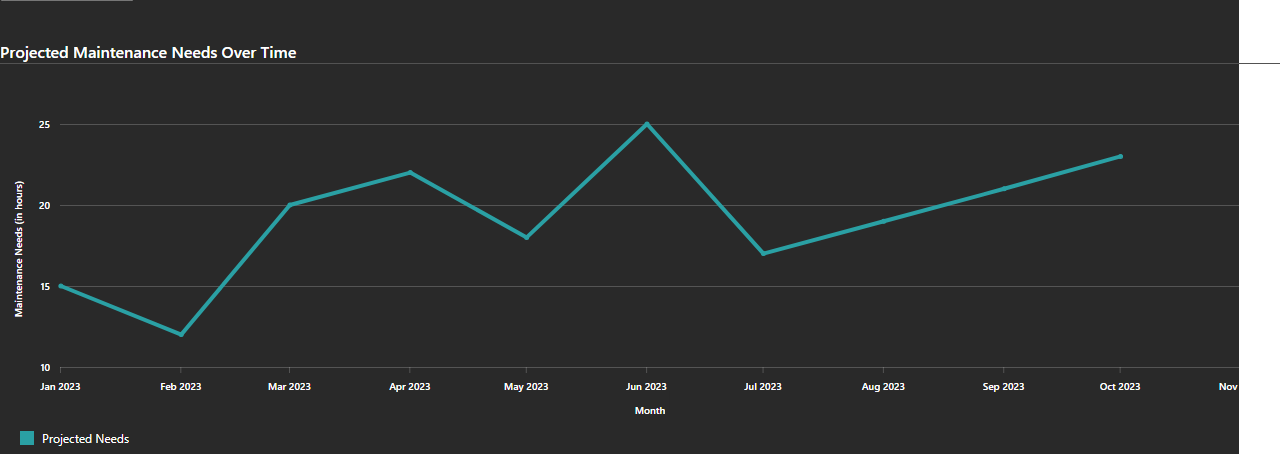 Projected Maintenance Needs Over Time
25
20
15
10
Maintenance Needs (in hours)
Jan 2023 Feb 2023 Mar 2023 Apr 2023 May 2023 Jun 2023 Jul 2023 Aug 2023 Sep 2023 Oct 2023 Nov
Month
Projected Needs